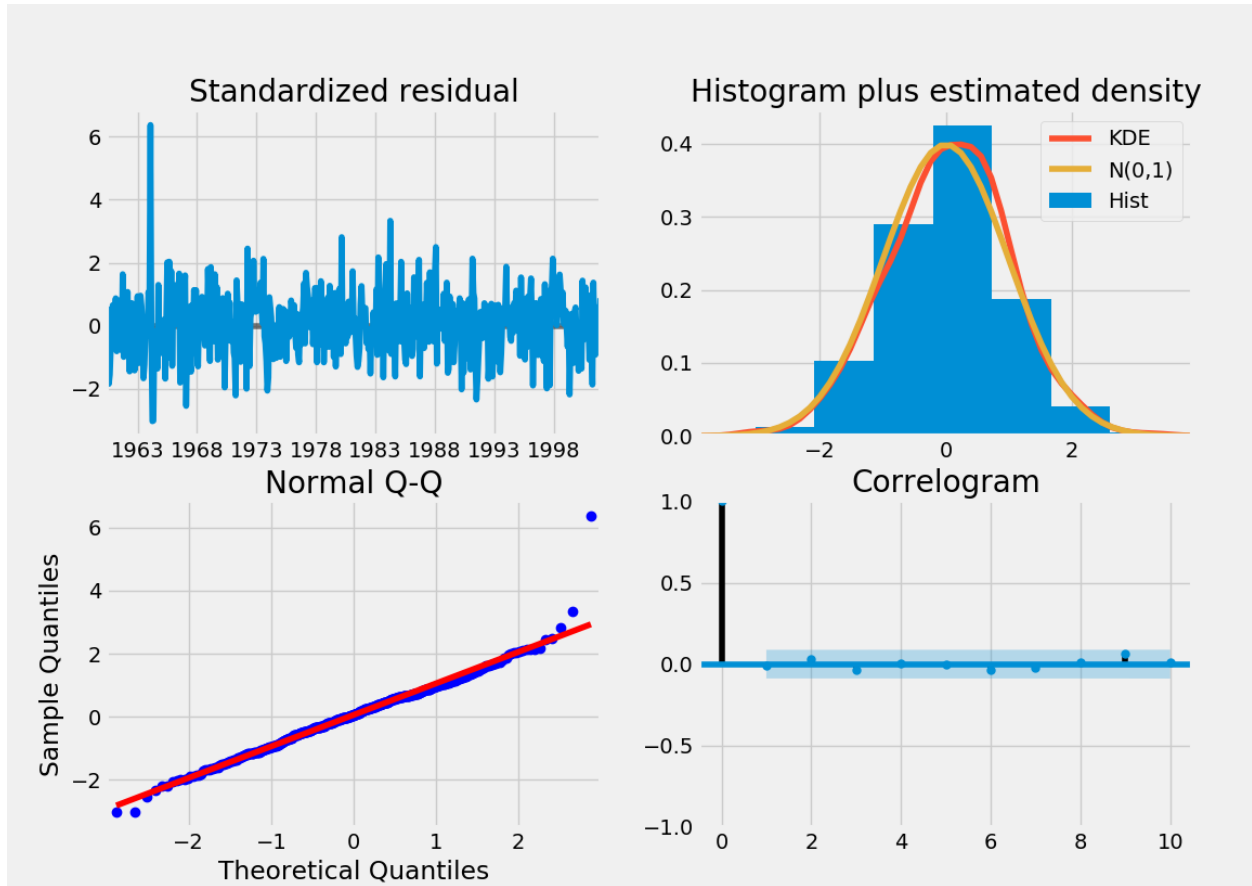 Standardized residual
6
4
2
0
−2
1963 1968 1973 1978 1983 1988 1993 1998
Histogram plus estimated density
KDE
N(0,1)
Hist
0.4
0.3
0.2
0.1
0.0
−2 0 2
Normal Q-Q
Sample Quantiles
6
4
2
0
−2
−2 −1 0 1 2
Theoretical Quantiles
Correlogram
1.0
0.5
0.0
−0.5
−1.0
0 2 4 6 8 10